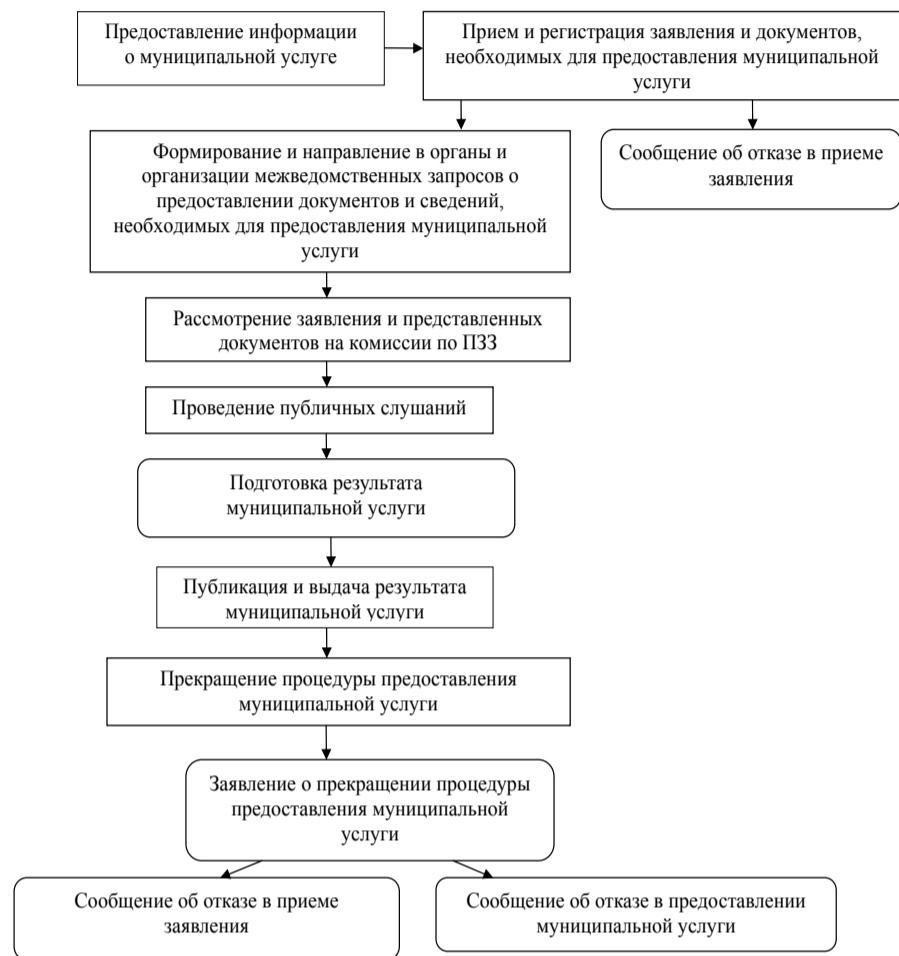 Предоставление информации
о муниципальной услуге
Прием и регистрация заявления и документов,
необходимых для предоставления муниципальной
услуги
Сообщение об отказе в приеме
заявления
Формирование и направление в органы и
организации межведомственных запросов о
предоставлении документов и сведений,
необходимых для предоставления муниципальной
услуги
Рассмотрение заявления и представленных
документов на комиссии по ПЗЗ
Проведение публичных слушаний
Подготовка результата
муниципальной услуги
Публикация и выдача результата
муниципальной услуги
Прекращение процедуры предоставления
муниципальной услуги
Заявление о прекращении процедуры
предоставления муниципальной
услуги
Сообщение об отказе в приеме
заявления
Сообщение об отказе в предоставлении
муниципальной услуги